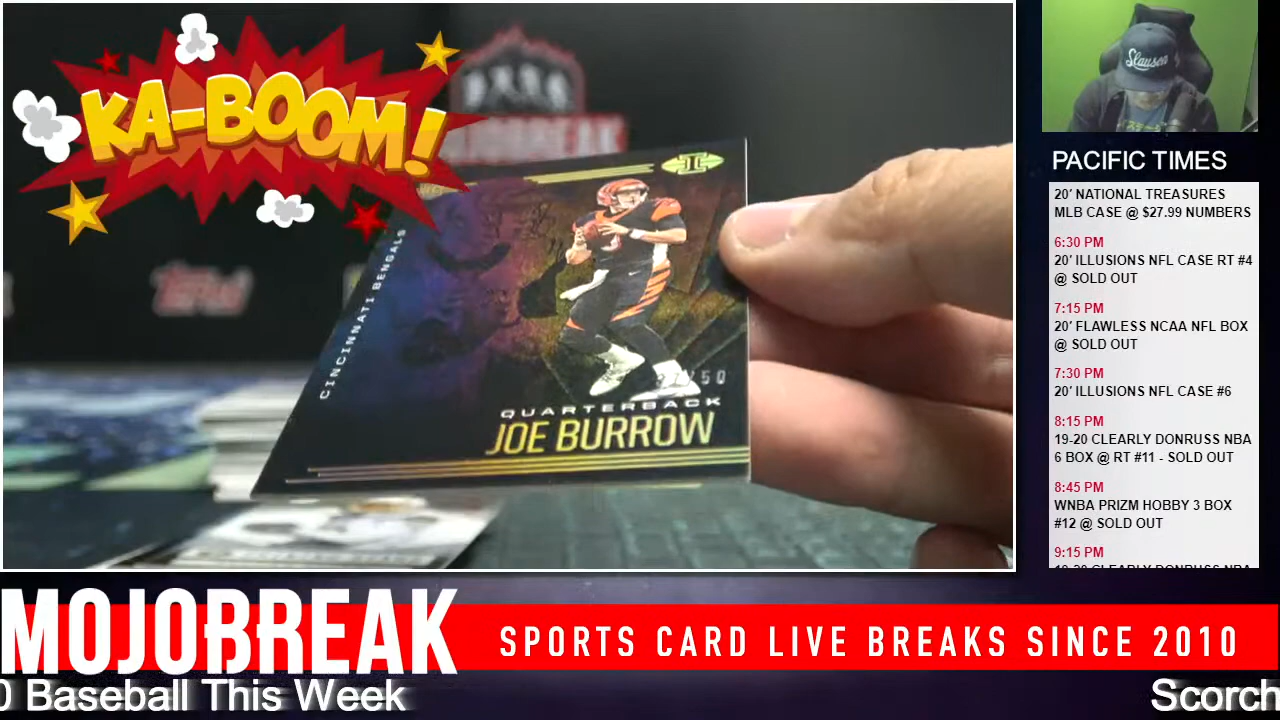 KA-BOOM!
CINCINNATI BENGALS
/50
QUARTERBACK
JOE BURROW
topps
Slauson
PACIFIC TIMES
20' NATIONAL TREASURES
MLB CASE @ $27.99 NUMBERS
6:30 PM
20' ILLUSIONS NFL CASE RT #4
@ SOLD OUT
7:15 PM
20' FLAWLESS NCAA NFL BOX
@ SOLD OUT
7:30 PM
20' ILLUSIONS NFL CASE #6
8:15 PM
19-20 CLEARLY DONRUSS NBA
6 BOX @ RT #11 - SOLD OUT
8:45 PM
WNBA PRIZM HOBBY 3 BOX
#12 @ SOLD OUT
9:15 PM
MOJOBREAK
SPORTS CARD LIVE BREAKS SINCE 2010
0 Baseball This Week
Scorch